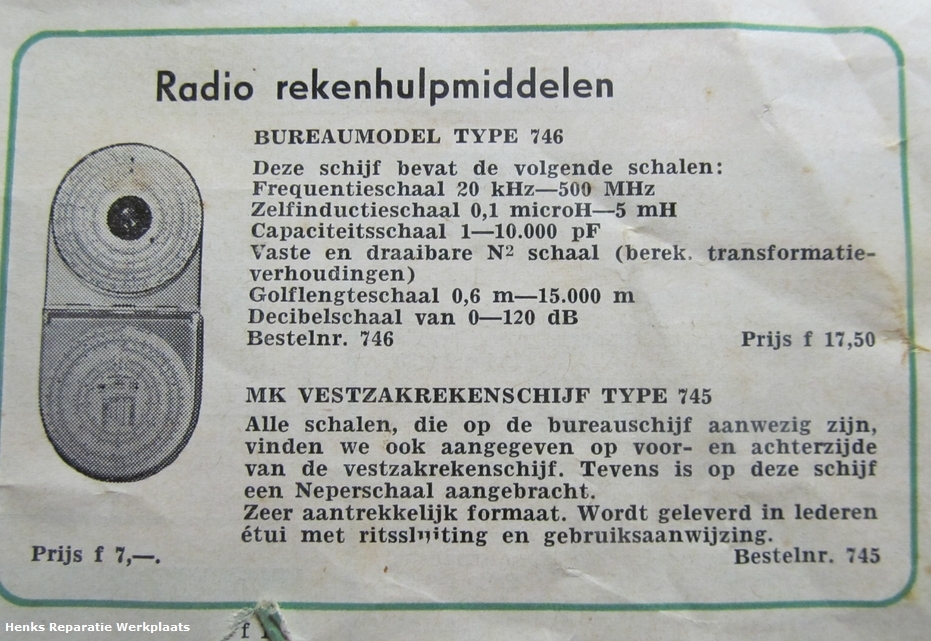 Radio rekenhulpmiddelen
BUREAUMODEL TYPE 746
Deze schijf bevat de volgende schalen:
Frequentieschaal 20 kHz—500 MHz
Zelfinductieschaal 0,1 microH—5 mH
Capaciteitsschaal 1—10.000 pF
Vaste en draaibare N² schaal (berek. transformatie-
verhoudingen)
Golflengteschaal 0,6 m—15.000 m
Decibelschaal van 0—120 dB
Bestelnr. 746 Prijs f 17,50
MK VESTZAKREKENSCHIJF TYPE 745
Alle schalen, die op de bureauschijf aanwezig zijn,
vinden we ook aangegeven op voor- en achterzijde
van de vestzakrekenschijf. Tevens is op deze schijf
een Neperschaal aangebracht.
Zeer aantrekkelijk formaat. Wordt geleverd in lederen
étui met ritssluiting en gebruiksaanwijzing.
Prijs f 7,—. Bestelnr. 745
f
Henks Reparatie Werkplaats